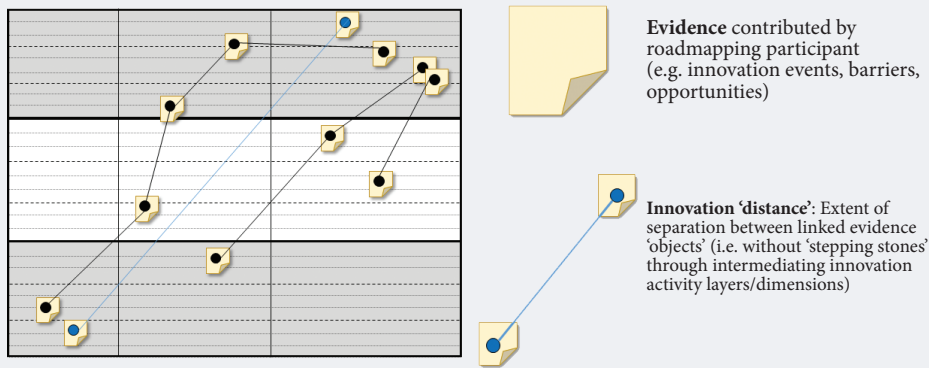 Evidence contributed by
roadmapping participant
(e.g. innovation events, barriers,
opportunities)
Innovation ‘distance’: Extent of
separation between linked evidence
‘objects’ (i.e. without ‘stepping stones’
through intermediating innovation
activity layers/dimensions)